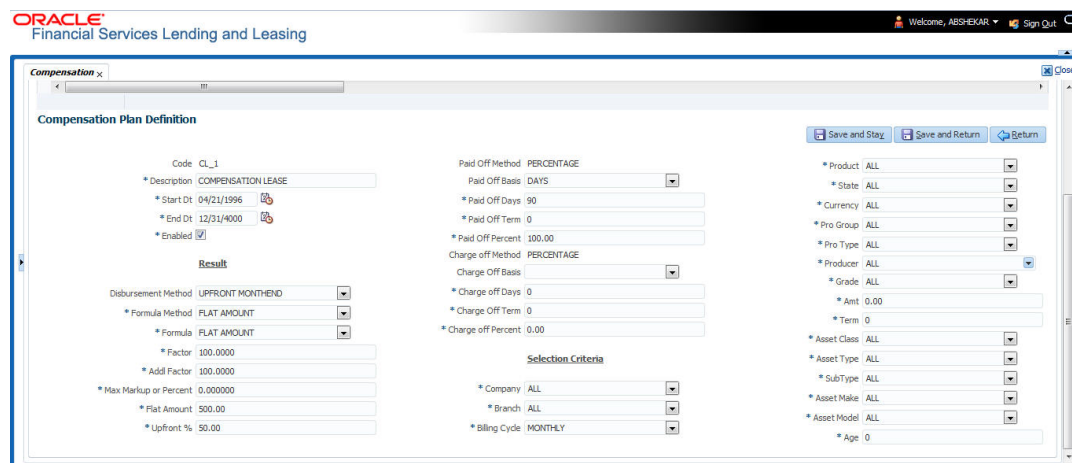 ORACLE
Financial Services Lending and Leasing
Welcome, ABSHEKAR
Sign Out
Compensation
Close
Compensation Plan Definition
Save and Stay
Save and Return
Return
Code CL_1
* Description COMPENSATION LEASE
* Start Dt 04/21/1996
* End Dt 12/31/4000
* Enabled
Result
Disbursement Method UPFRONT MONTHEND
* Formula Method FLAT AMOUNT
* Formula FLAT AMOUNT
* Factor 100.0000
* Addl Factor 100.0000
* Max Markup or Percent 0.000000
* Flat Amount 500.00
* Upfront % 50.00
Paid Off Method PERCENTAGE
Paid Off Basis DAYS
* Paid Off Days 90
* Paid Off Term 0
* Paid Off Percent 100.00
Charge off Method PERCENTAGE
Charge Off Basis
* Charge off Days 0
* Charge off Term 0
* Charge off Percent 0.00
Selection Criteria
* Company ALL
* Branch ALL
* Billing Cycle MONTHLY
* Product ALL
* State ALL
* Currency ALL
* Pro Group ALL
* Pro Type ALL
* Producer ALL
* Grade ALL
* Amt 0.00
* Term 0
* Asset Class ALL
* Asset Type ALL
* SubType ALL
* Asset Make ALL
* Asset Model ALL
* Age 0